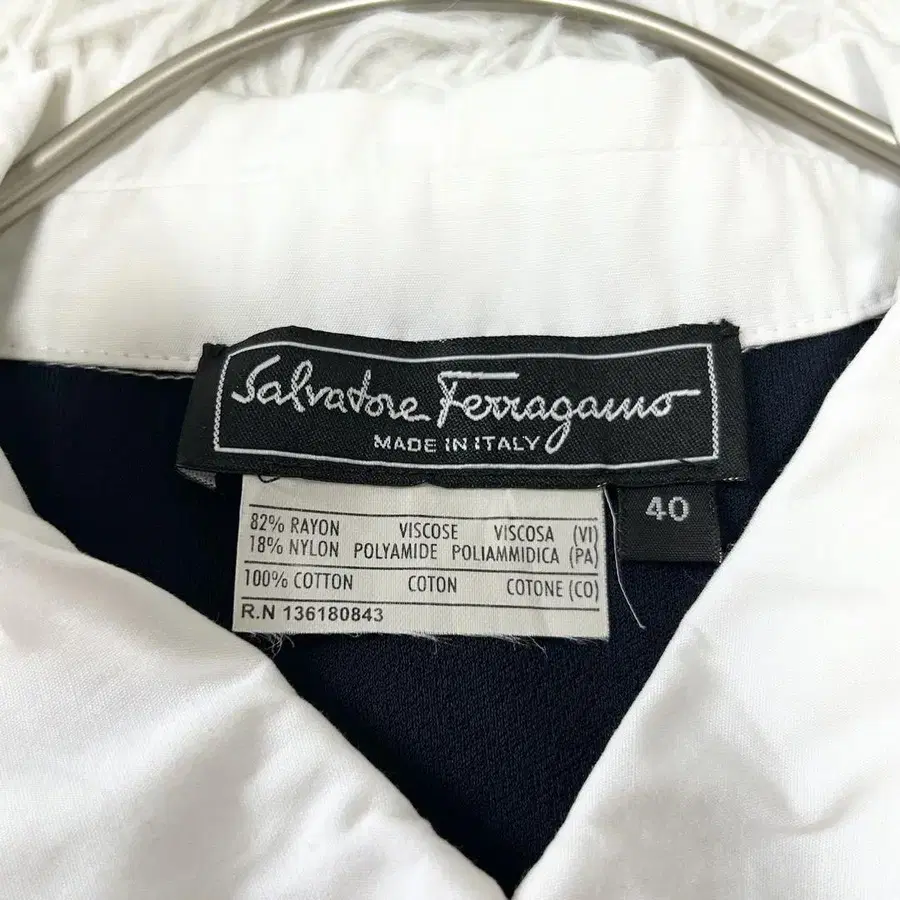 Salvatore Ferragamo
MADE IN ITALY
40
82% RAYON VISCOSE VISCOSA (VI)
18% NYLON POLYAMIDE POLIAMMIDICA (PA)
100% COTTON COTON COTONE (CO)
R.N 136180843